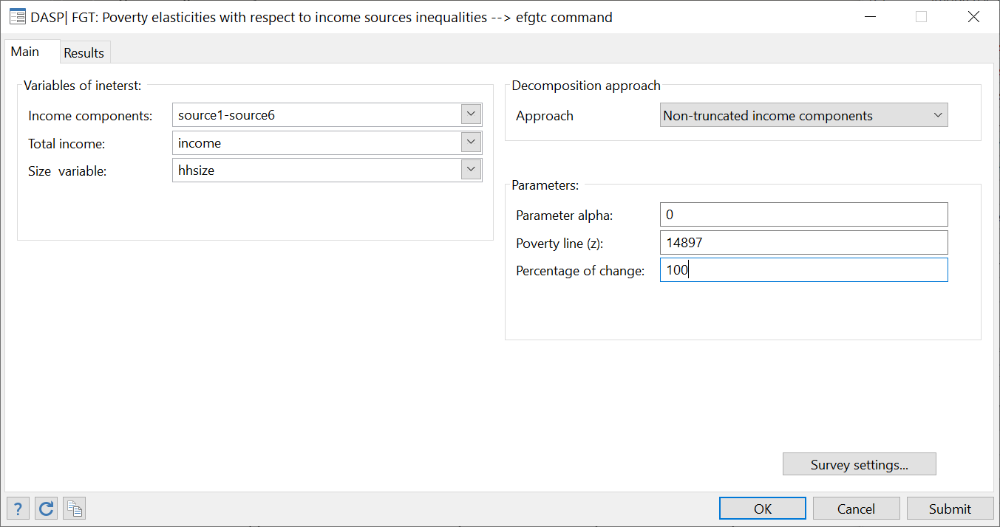 DASP| FGT: Poverty elasticities with respect to income sources inequalities --> efgtc command
Main
Results
Variables of ineterst:
Income components:
source1-source6
Total income:
income
Size variable:
hhsize
Decomposition approach
Approach
Non-truncated income components
Parameters:
Parameter alpha:
0
Poverty line (z):
14897
Percentage of change:
100
Survey settings...
?
OK
Cancel
Submit